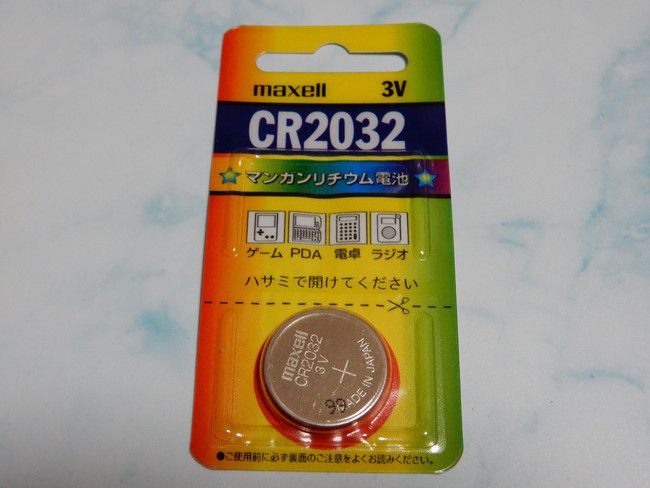 maxell 3V
CR2032
マンガンリチウム電池
ゲーム PDA 電卓 ラジオ
ハサミで開けてください
maxell
CR2032
3V
+
MADE IN JAPAN
●ご使用前に必ず裏面のご注意をよくお読みください。